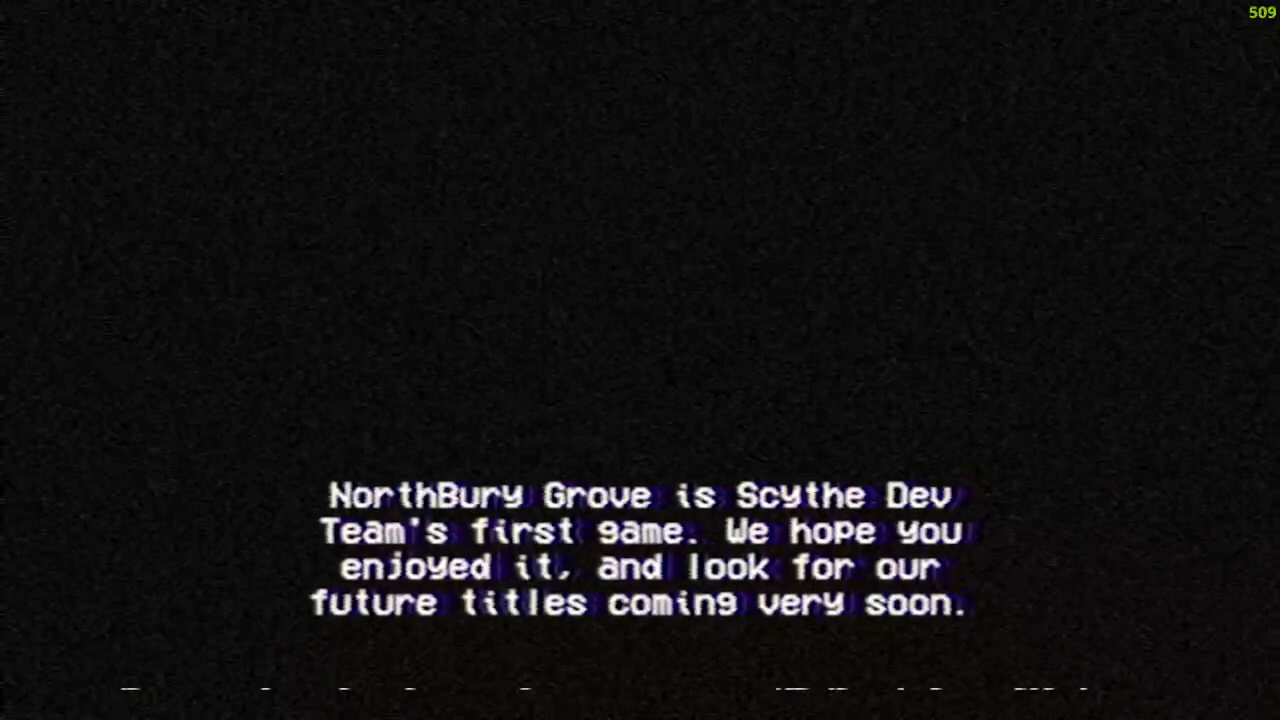 509
NorthBury Grove is Scythe Dev
Team's first game. We hope you
enjoyed it, and look for our
future titles coming very soon.